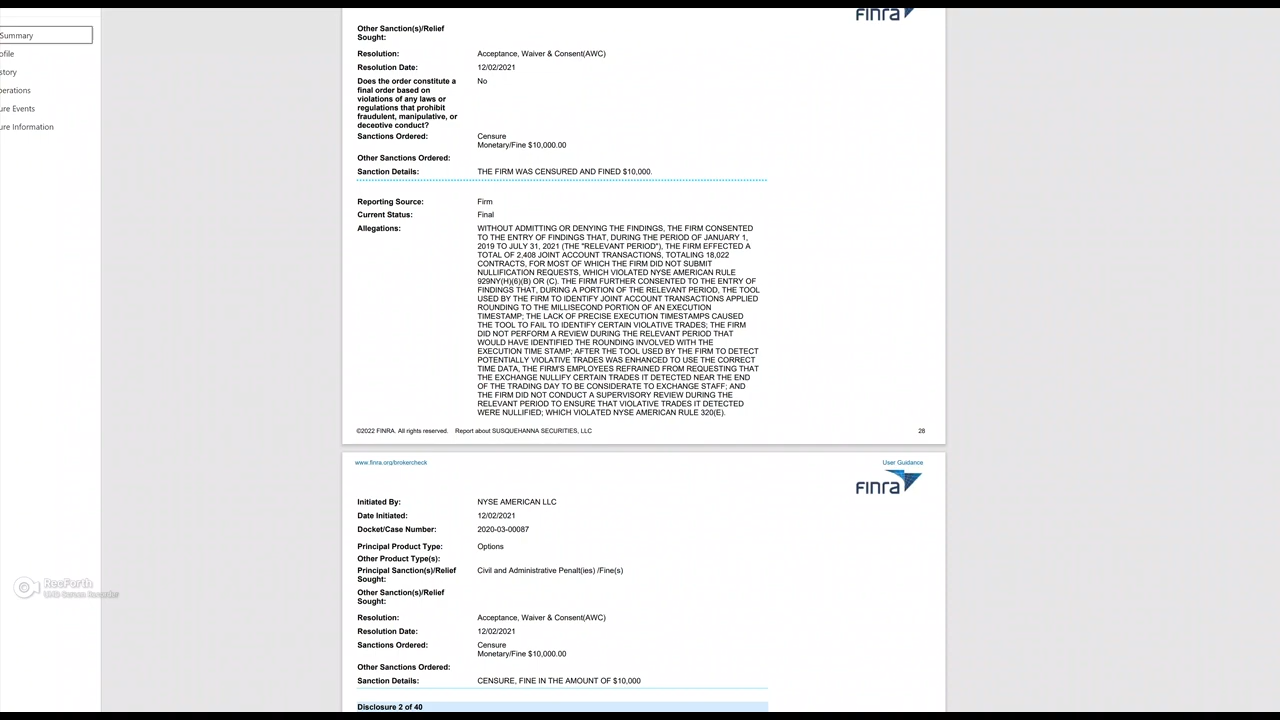 Summary
ofile
story
perations
ure Events
ure Information
finra
Other Sanction(s)/Relief
Sought:
Resolution: Acceptance, Waiver & Consent(AWC)
Resolution Date: 12/02/2021
Does the order constitute a No
final order based on
violations of any laws or
regulations that prohibit
fraudulent, manipulative, or
deceptive conduct?
Sanctions Ordered: Censure
Monetary/Fine $10,000.00
Other Sanctions Ordered:
Sanction Details: THE FIRM WAS CENSURED AND FINED $10,000.
Reporting Source: Firm
Current Status: Final
Allegations: WITHOUT ADMITTING OR DENYING THE FINDINGS, THE FIRM CONSENTED
TO THE ENTRY OF FINDINGS THAT, DURING THE PERIOD OF JANUARY 1,
2019 TO JULY 31, 2021 (THE "RELEVANT PERIOD"), THE FIRM EFFECTED A
TOTAL OF 2,408 JOINT ACCOUNT TRANSACTIONS, TOTALING 18,022
CONTRACTS, FOR MOST OF WHICH THE FIRM DID NOT SUBMIT
NULLIFICATION REQUESTS, WHICH VIOLATED NYSE AMERICAN RULE
929NY(H)(6)(B) OR (C). THE FIRM FURTHER CONSENTED TO THE ENTRY OF
FINDINGS THAT, DURING A PORTION OF THE RELEVANT PERIOD, THE TOOL
USED BY THE FIRM TO IDENTIFY JOINT ACCOUNT TRANSACTIONS APPLIED
ROUNDING TO THE MILLISECOND PORTION OF AN EXECUTION
TIMESTAMP; THE LACK OF PRECISE EXECUTION TIMESTAMPS CAUSED
THE TOOL TO FAIL TO IDENTIFY CERTAIN VIOLATIVE TRADES; THE FIRM
DID NOT PERFORM A REVIEW DURING THE RELEVANT PERIOD THAT
WOULD HAVE IDENTIFIED THE ROUNDING INVOLVED WITH THE
EXECUTION TIME STAMP; AFTER THE TOOL USED BY THE FIRM TO DETECT
POTENTIALLY VIOLATIVE TRADES WAS ENHANCED TO USE THE CORRECT
TIME DATA, THE FIRM'S EMPLOYEES REFRAINED FROM REQUESTING THAT
THE EXCHANGE NULLIFY CERTAIN TRADES IT DETECTED NEAR THE END
OF THE TRADING DAY TO BE CONSIDERATE TO EXCHANGE STAFF; AND
THE FIRM DID NOT CONDUCT A SUPERVISORY REVIEW DURING THE
RELEVANT PERIOD TO ENSURE THAT VIOLATIVE TRADES IT DETECTED
WERE NULLIFIED; WHICH VIOLATED NYSE AMERICAN RULE 320(E).
©2022 FINRA. All rights reserved. Report about SUSQUEHANNA SECURITIES, LLC 28
www.finra.org/brokercheck User Guidance
finra
Initiated By: NYSE AMERICAN LLC
Date Initiated: 12/02/2021
Docket/Case Number: 2020-03-00087
Principal Product Type: Options
Other Product Type(s):
Principal Sanction(s)/Relief Civil and Administrative Penalt(ies) /Fine(s)
Sought:
Other Sanction(s)/Relief
Sought:
Resolution: Acceptance, Waiver & Consent(AWC)
Resolution Date: 12/02/2021
Sanctions Ordered: Censure
Monetary/Fine $10,000.00
Other Sanctions Ordered:
Sanction Details: CENSURE, FINE IN THE AMOUNT OF $10,000
Disclosure 2 of 40
RecForth